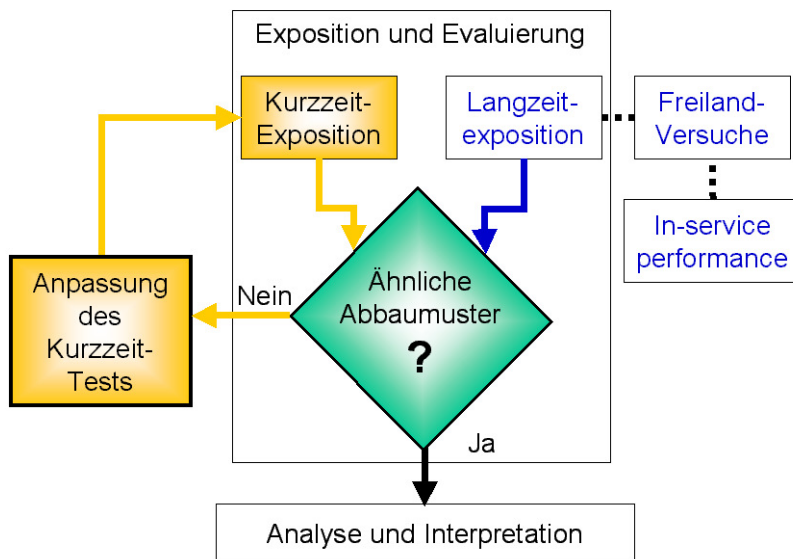 Exposition und Evaluierung
Kurzzeit-
Exposition
Langzeit-
exposition
Freiland-
Versuche
In-service
performance
Ähnliche
Abbaumuster
?
Nein
Anpassung
des
Kurzzeit-
Tests
Ja
Analyse und Interpretation